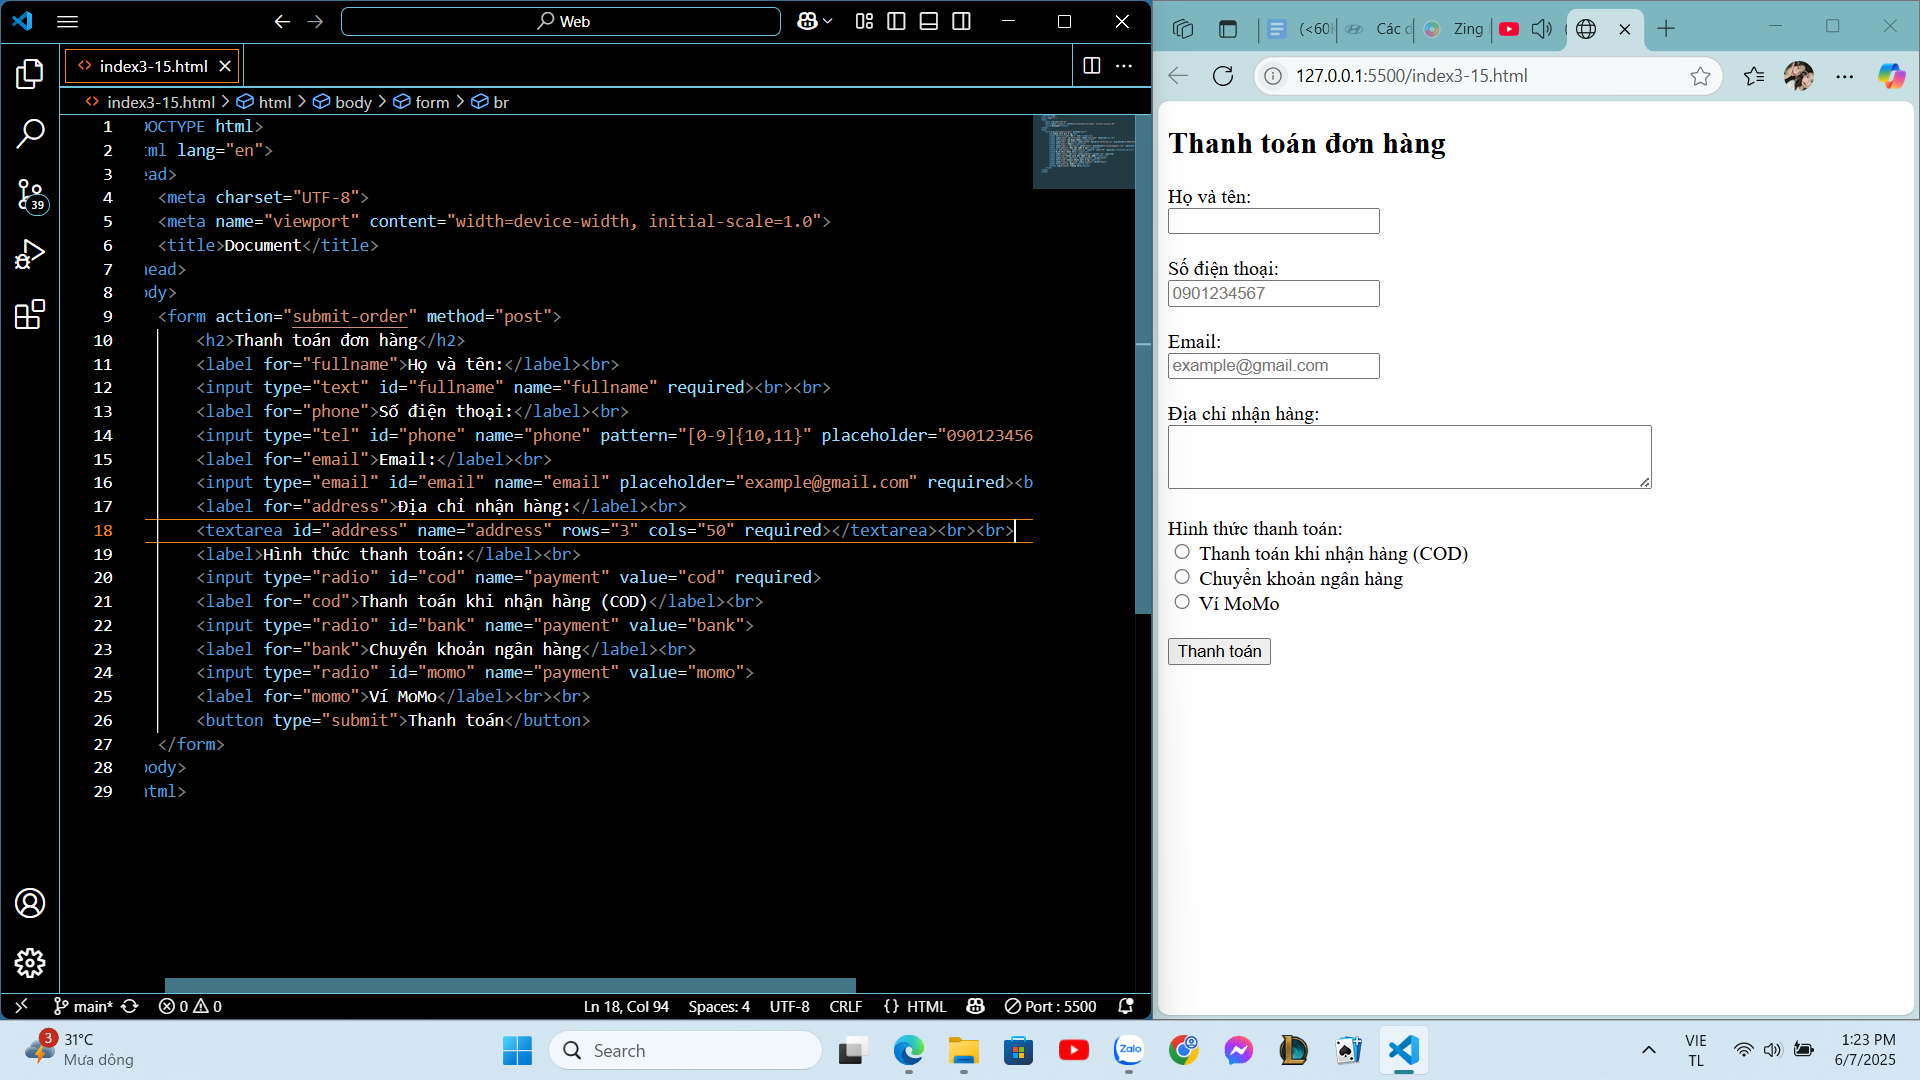 Web
index3-15.html
index3-15.html > html > body > form > br
1 DOCTYPE html>
2 ml lang="en">
3 ead>
4 <meta charset="UTF-8">
5 <meta name="viewport" content="width=device-width, initial-scale=1.0">
6 <title>Document</title>
7 head>
8 ody>
9 <form action="submit-order" method="post">
10 <h2>Thanh toán đơn hàng</h2>
11 <label for="fullname">Họ và tên:</label><br>
12 <input type="text" id="fullname" name="fullname" required><br><br>
13 <label for="phone">Số điện thoại:</label><br>
14 <input type="tel" id="phone" name="phone" pattern="[0-9]{10,11}" placeholder="090123456
15 <label for="email">Email:</label><br>
16 <input type="email" id="email" name="email" placeholder="example@gmail.com" required><b
17 <label for="address">Địa chỉ nhận hàng:</label><br>
18 <textarea id="address" name="address" rows="3" cols="50" required></textarea><br><br>
19 <label>Hình thức thanh toán:</label><br>
20 <input type="radio" id="cod" name="payment" value="cod" required>
21 <label for="cod">Thanh toán khi nhận hàng (COD)</label><br>
22 <input type="radio" id="bank" name="payment" value="bank">
23 <label for="bank">Chuyển khoản ngân hàng</label><br>
24 <input type="radio" id="momo" name="payment" value="momo">
25 <label for="momo">Ví MoMo</label><br><br>
26 <button type="submit">Thanh toán</button>
27 </form>
28 body>
29 html>
39
main* 0 0
Ln 18, Col 94 Spaces: 4 UTF-8 CRLF {} HTML Port : 5500
(<60 Các d Zing
127.0.0.1:5500/index3-15.html
Thanh toán đơn hàng
Họ và tên:
Số điện thoại:
0901234567
Email:
example@gmail.com
Địa chỉ nhận hàng:
Hình thức thanh toán:
Thanh toán khi nhận hàng (COD)
Chuyển khoản ngân hàng
Ví MoMo
Thanh toán
3
31°C
Mưa dông
Search
Zalo
VIE
TL
1:23 PM
6/7/2025